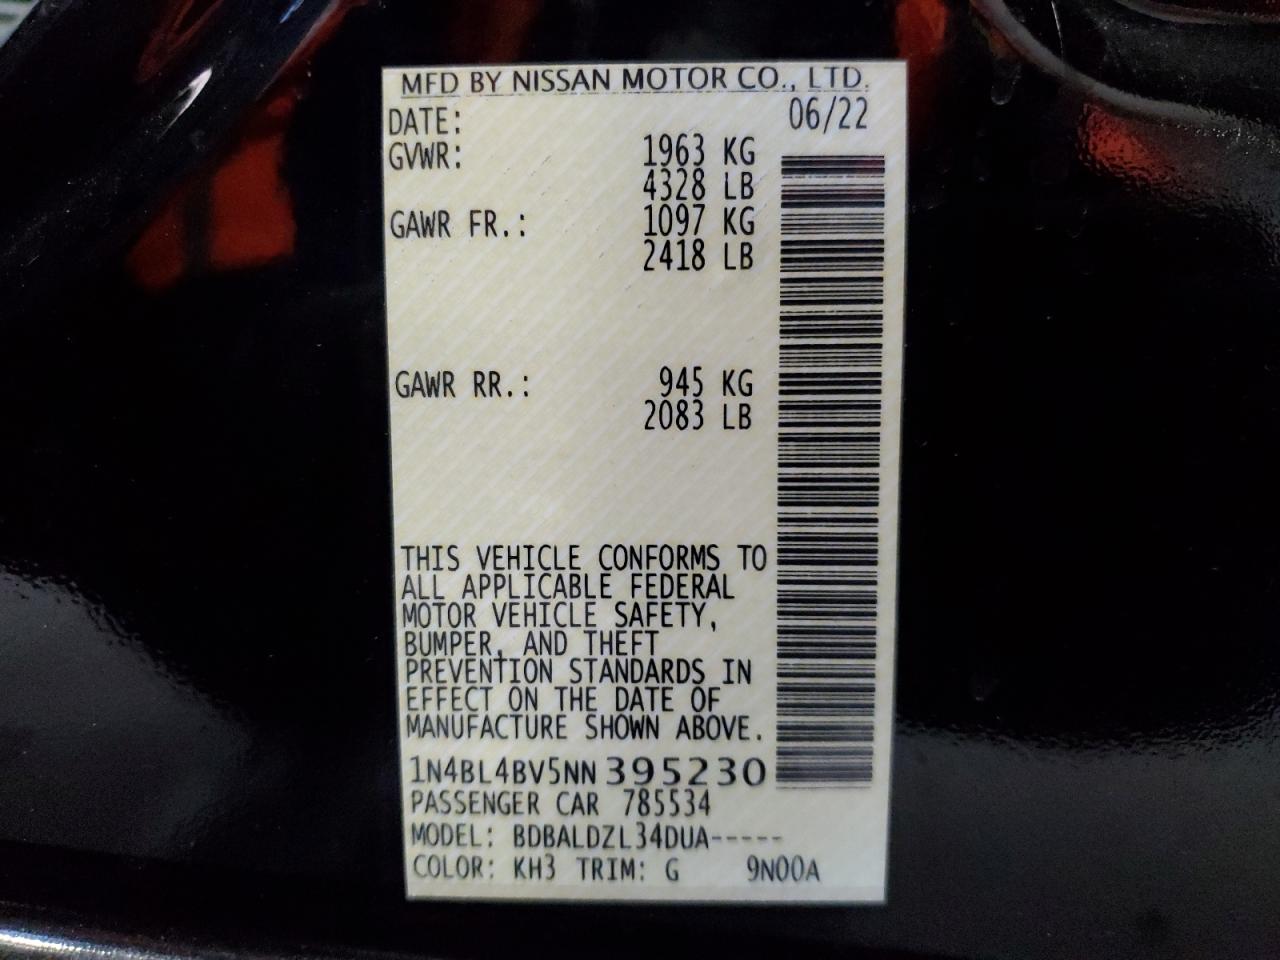 MFD BY NISSAN MOTOR CO., LTD.
DATE: 06/22
GVWR: 1963 KG
4328 LB
GAWR FR.: 1097 KG
2418 LB
GAWR RR.: 945 KG
2083 LB
THIS VEHICLE CONFORMS TO
ALL APPLICABLE FEDERAL
MOTOR VEHICLE SAFETY,
BUMPER, AND THEFT
PREVENTION STANDARDS IN
EFFECT ON THE DATE OF
MANUFACTURE SHOWN ABOVE.
1N4BL4BV5NN395230
PASSENGER CAR 785534
MODEL: BDBALDZL34DUA-----
COLOR: KH3 TRIM: G 9N00A